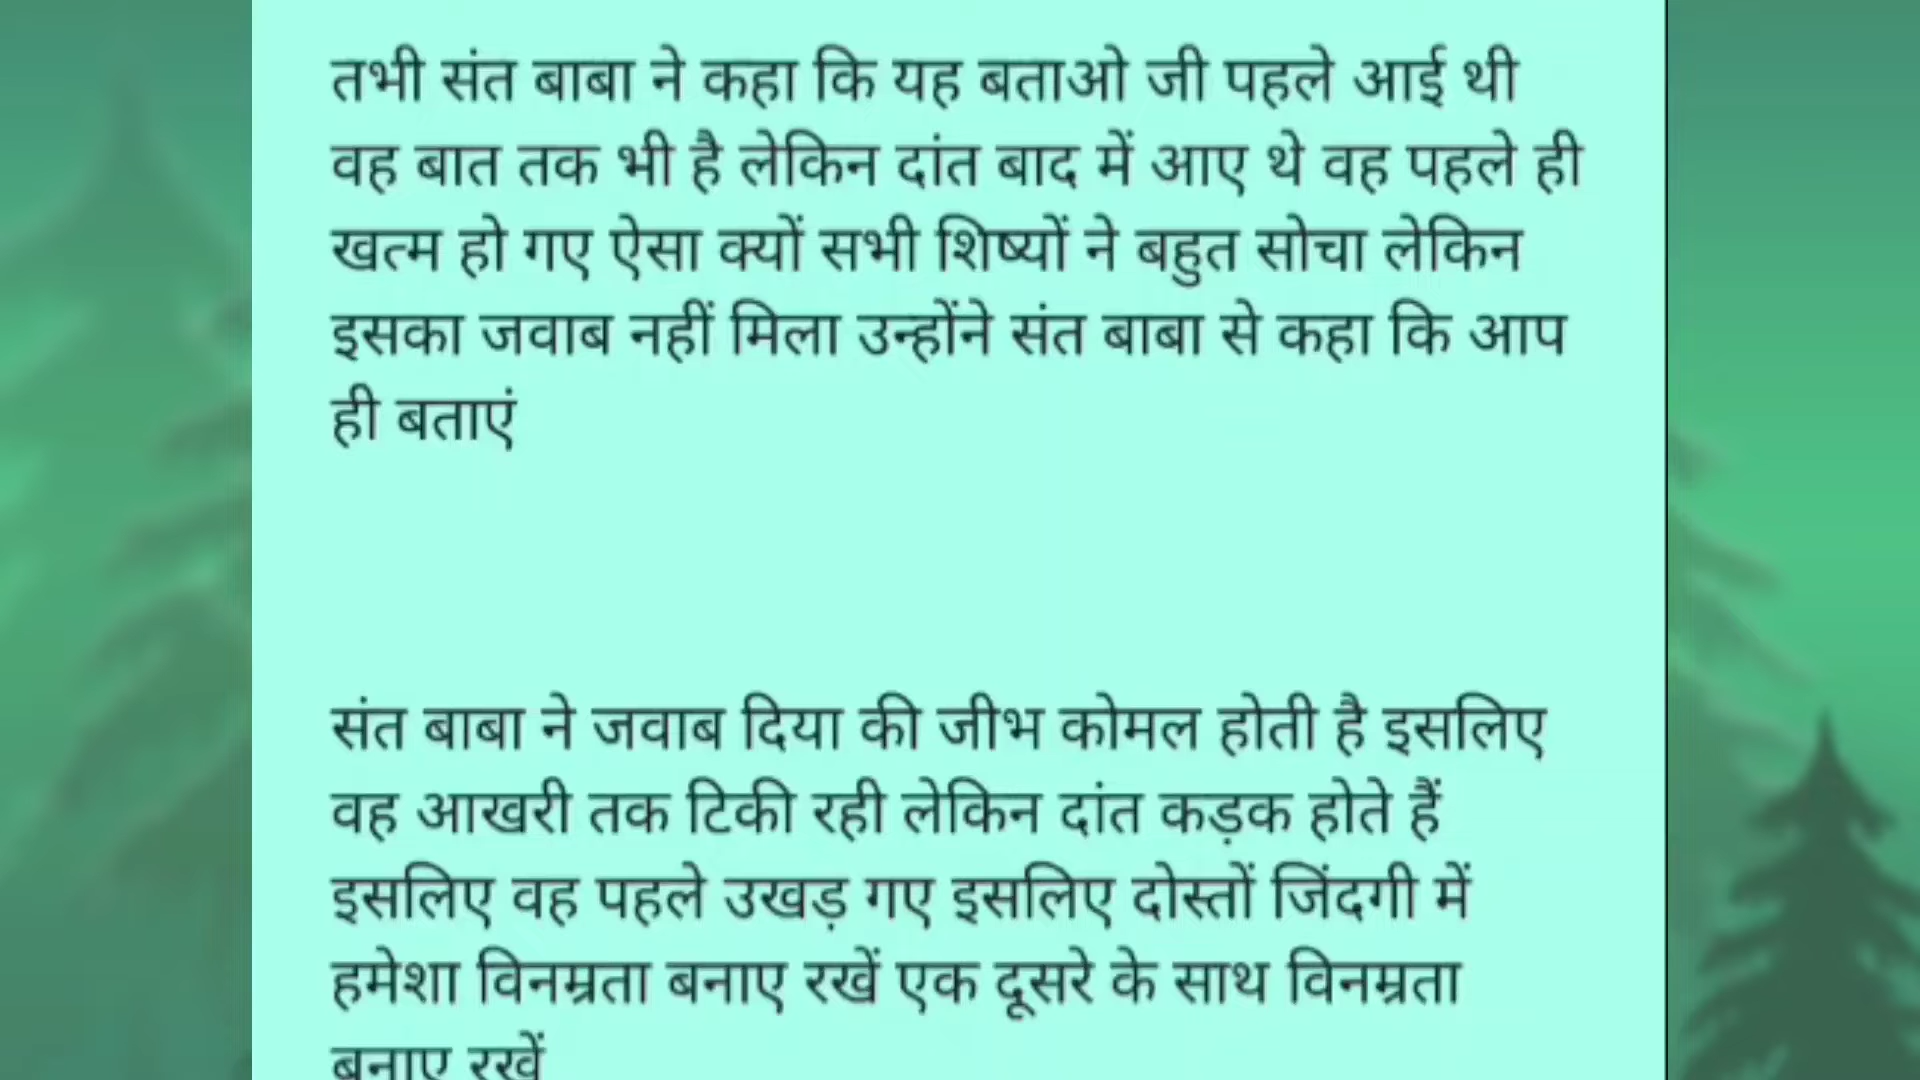 तभी संत बाबा ने कहा कि यह बताओ जी पहले आई थी
वह बात तक भी है लेकिन दांत बाद में आए थे वह पहले ही
खत्म हो गए ऐसा क्यों सभी शिष्यों ने बहुत सोचा लेकिन
इसका जवाब नहीं मिला उन्होंने संत बाबा से कहा कि आप
ही बताएं
संत बाबा ने जवाब दिया की जीभ कोमल होती है इसलिए
वह आखरी तक टिकी रही लेकिन दांत कड़क होते हैं
इसलिए वह पहले उखड़ गए इसलिए दोस्तों जिंदगी में
हमेशा विनम्रता बनाए रखें एक दूसरे के साथ विनम्रता
बनाए रखें